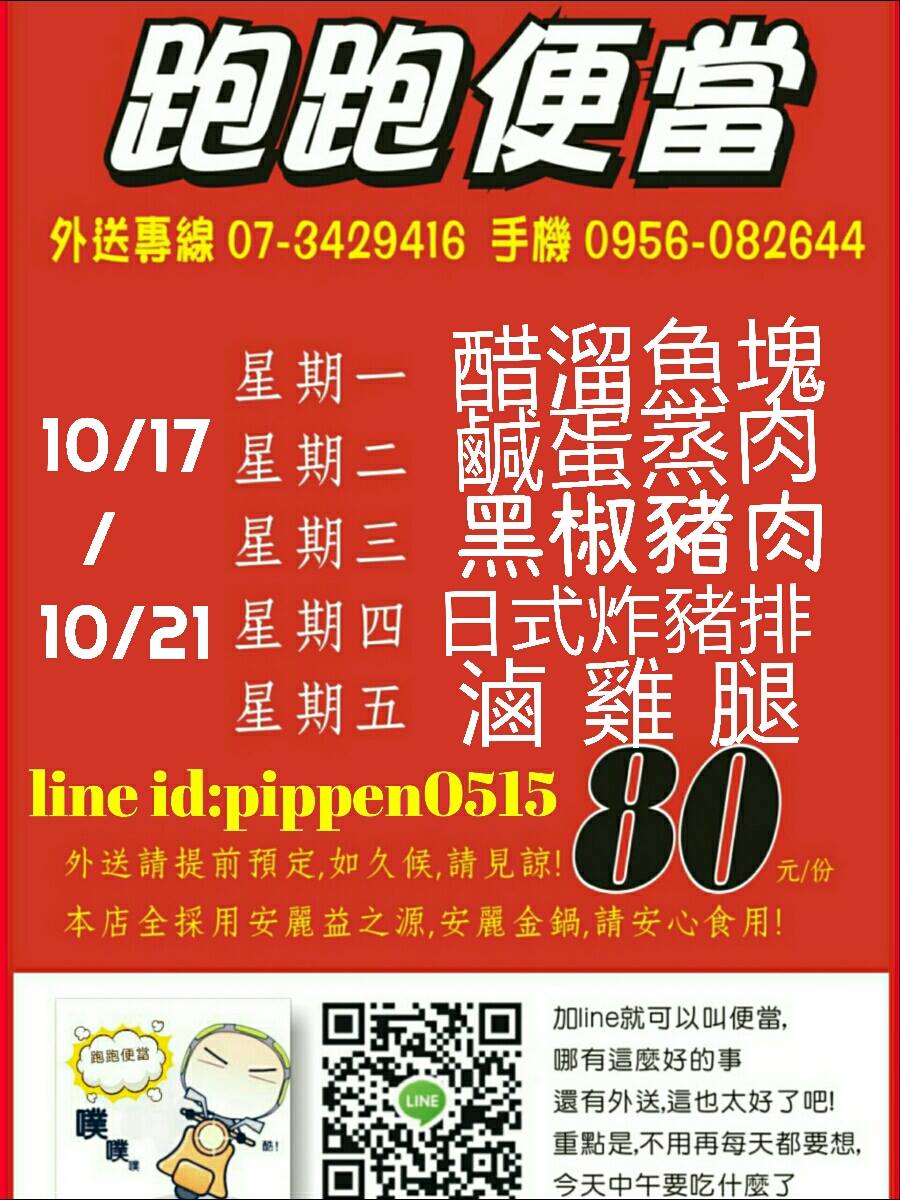 跑跑便當
外送專線 07-3429416 手機 0956-082644
10/17
/
10/21
星期一 醋溜魚塊
星期二 鹹蛋蒸肉
星期三 黑椒豬肉
星期四 日式炸豬排
星期五 滷雞腿
line id:pippen0515
80元/份
外送請提前預定,如久候,請見諒!
本店全採用安麗益之源,安麗金鍋,請安心食用!
跑跑便當
噗
噗
噗
酷!
LINE
加line就可以叫便當,
哪有這麼好的事
還有外送,這也太好了吧!
重點是,不用再每天都要想,
今天中午要吃什麼了